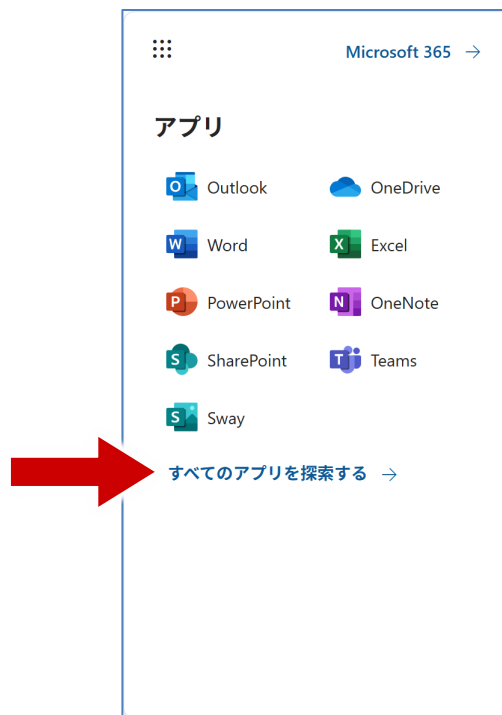 Microsoft 365 →
アプリ
Outlook
OneDrive
Word
Excel
PowerPoint
OneNote
SharePoint
Teams
Sway
すべてのアプリを探索する →